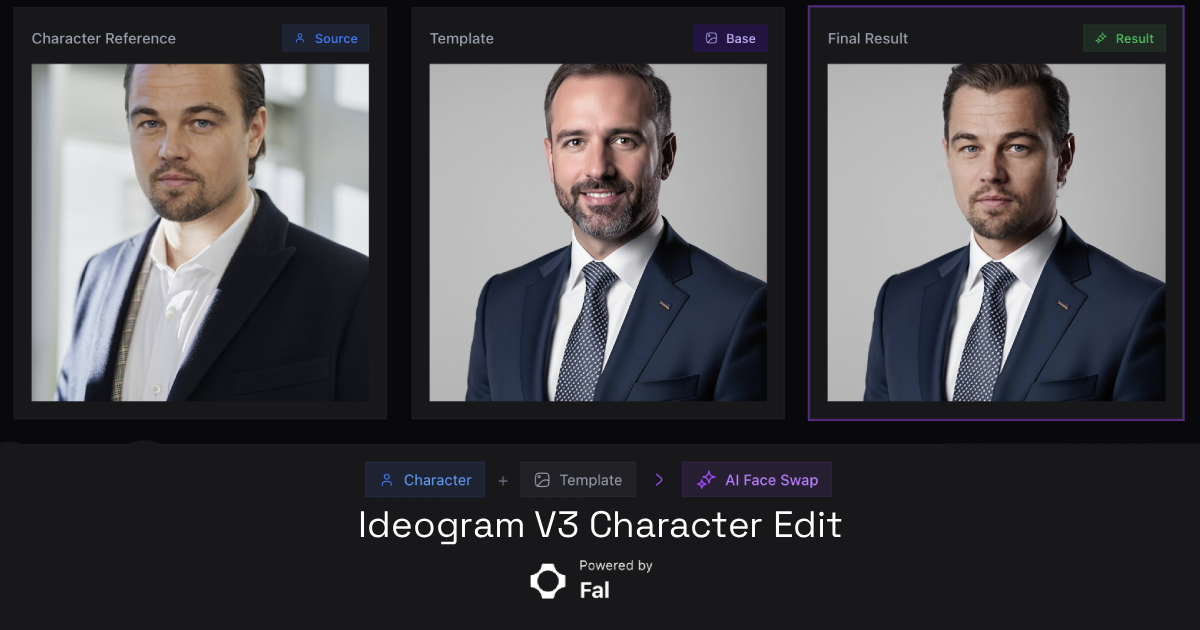 Character Reference
Source
Template
Base
Final Result
Result
Character + Template > AI Face Swap
Ideogram V3 Character Edit
Powered by
Fal